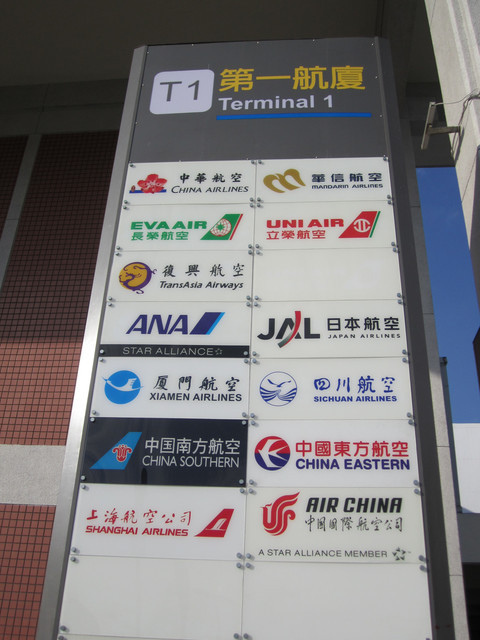 T1 第一航廈
Terminal 1
中華航空
CHINA AIRLINES
華信航空
MANDARIN AIRLINES
EVA AIR
長榮航空
UNI AIR
立榮航空
復興航空
TransAsia Airways
ANA
STAR ALLIANCE
JAL 日本航空
JAPAN AIRLINES
厦門航空
XIAMEN AIRLINES
四川航空
SICHUAN AIRLINES
中国南方航空
CHINA SOUTHERN
中國東方航空
CHINA EASTERN
上海航空公司
SHANGHAI AIRLINES
AIR CHINA
中国国际航空公司
A STAR ALLIANCE MEMBER